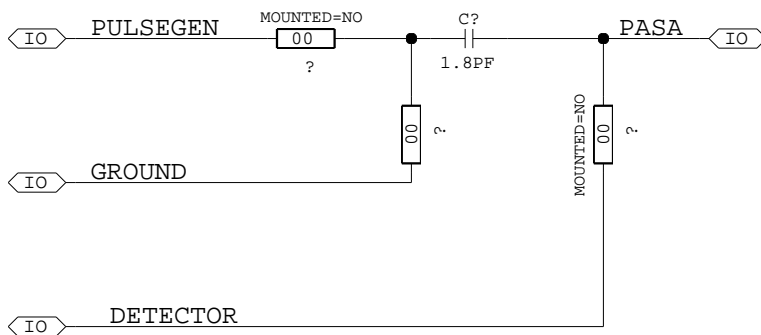 MOUNTED=NO
C?
IO PULSEGEN 00 PASA IO
?
1.8PF
00
?
MOUNTED=NO
00
?
IO GROUND
IO DETECTOR